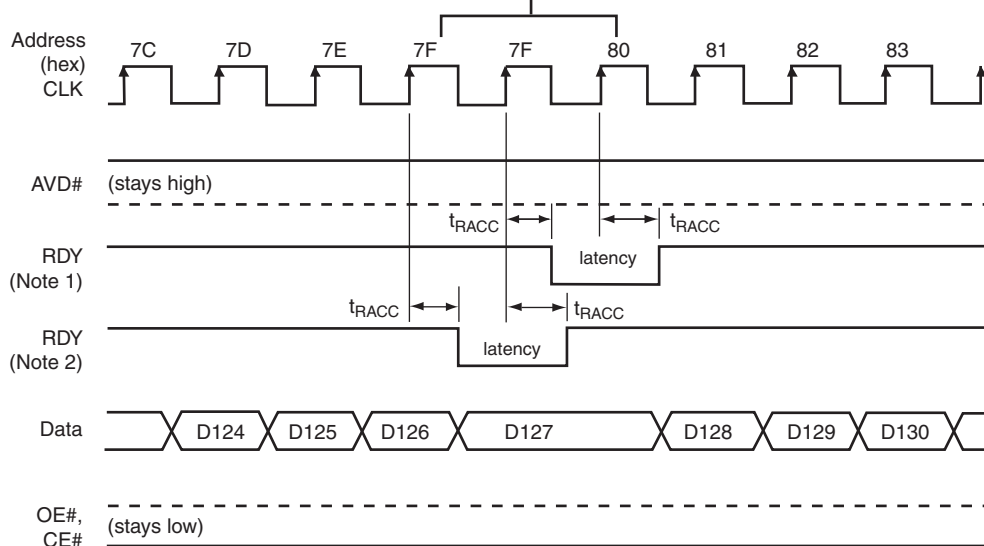 Address
(hex)
CLK
7C 7D 7E 7F 7F 80 81 82 83
AVD# (stays high)
tRACC tRACC
RDY
(Note 1)
latency
tRACC tRACC
RDY
(Note 2)
latency
Data D124 D125 D126 D127 D128 D129 D130
OE#,
CE#
(stays low)